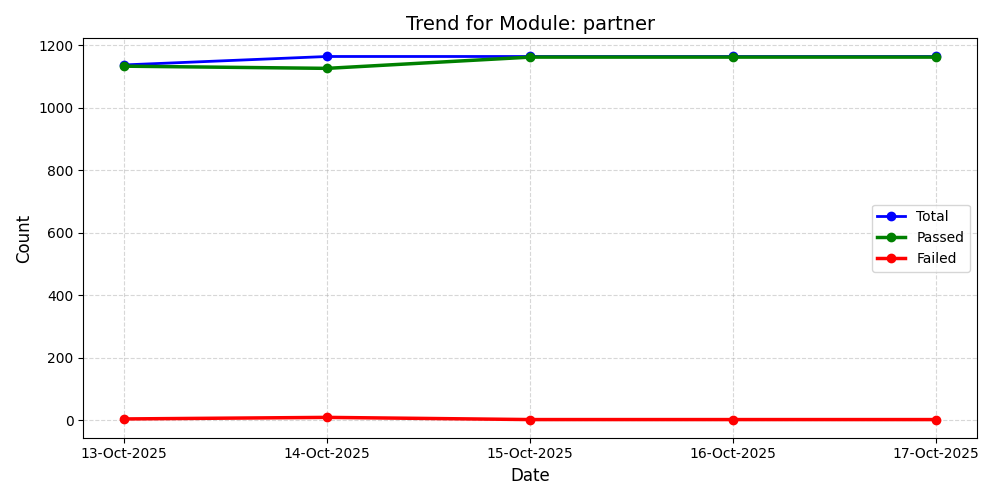 Trend for Module: partner
1200
1000
800
600
400
200
0
Count
Total
Passed
Failed
13-Oct-2025
14-Oct-2025
15-Oct-2025
16-Oct-2025
17-Oct-2025
Date